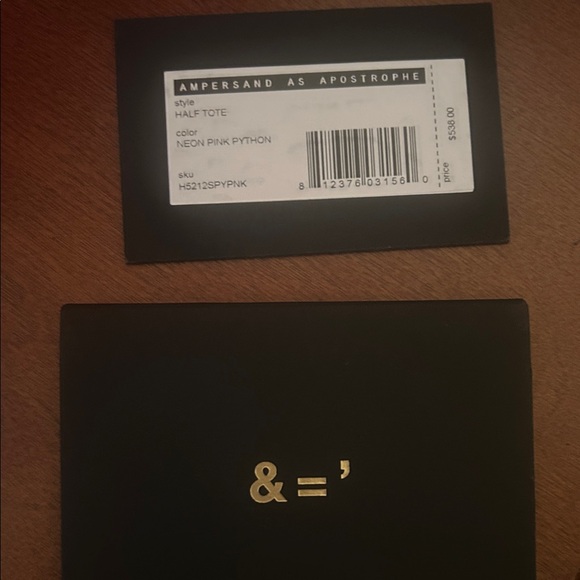 AMPERSAND AS APOSTROPHE
style
HALF TOTE
color
NEON PINK PYTHON
sku
H5212SPYPNK
8 12376 03156 0
price $538.00
& = '